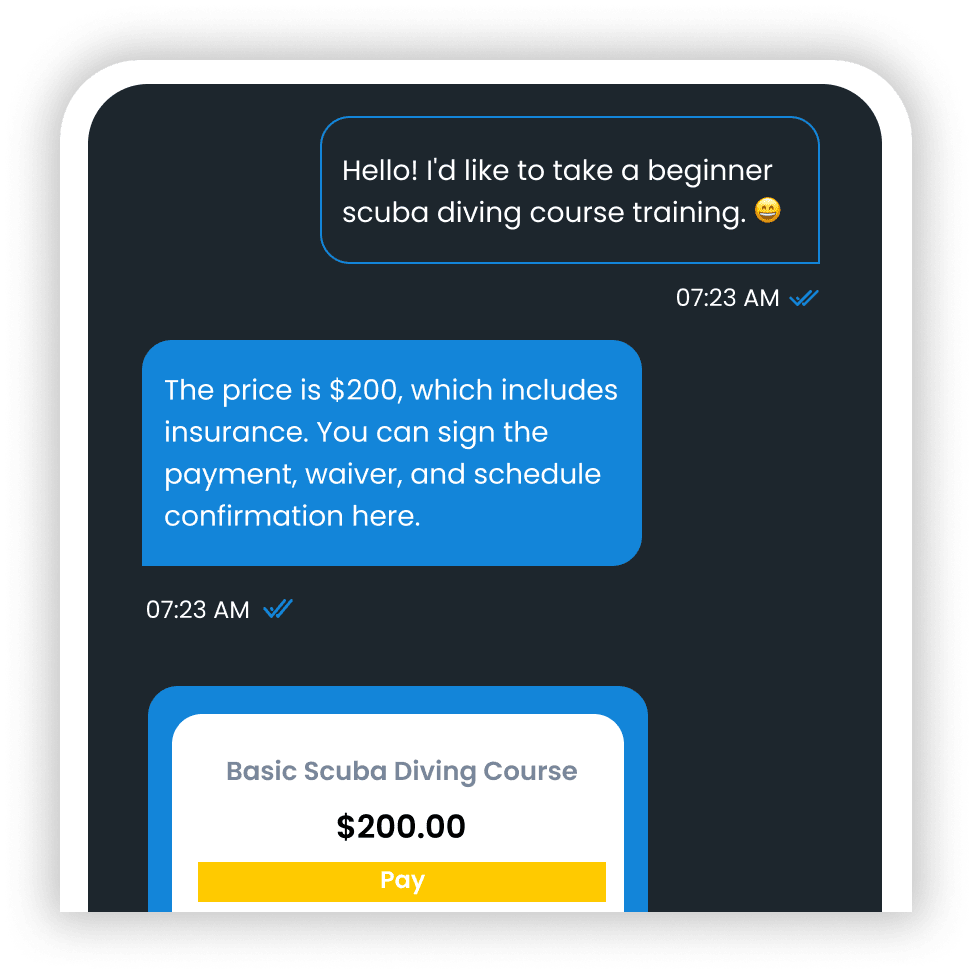 Hello! I'd like to take a beginner
scuba diving course training. 😄
07:23 AM
The price is $200, which includes
insurance. You can sign the
payment, waiver, and schedule
confirmation here.
07:23 AM
Basic Scuba Diving Course
$200.00
Pay